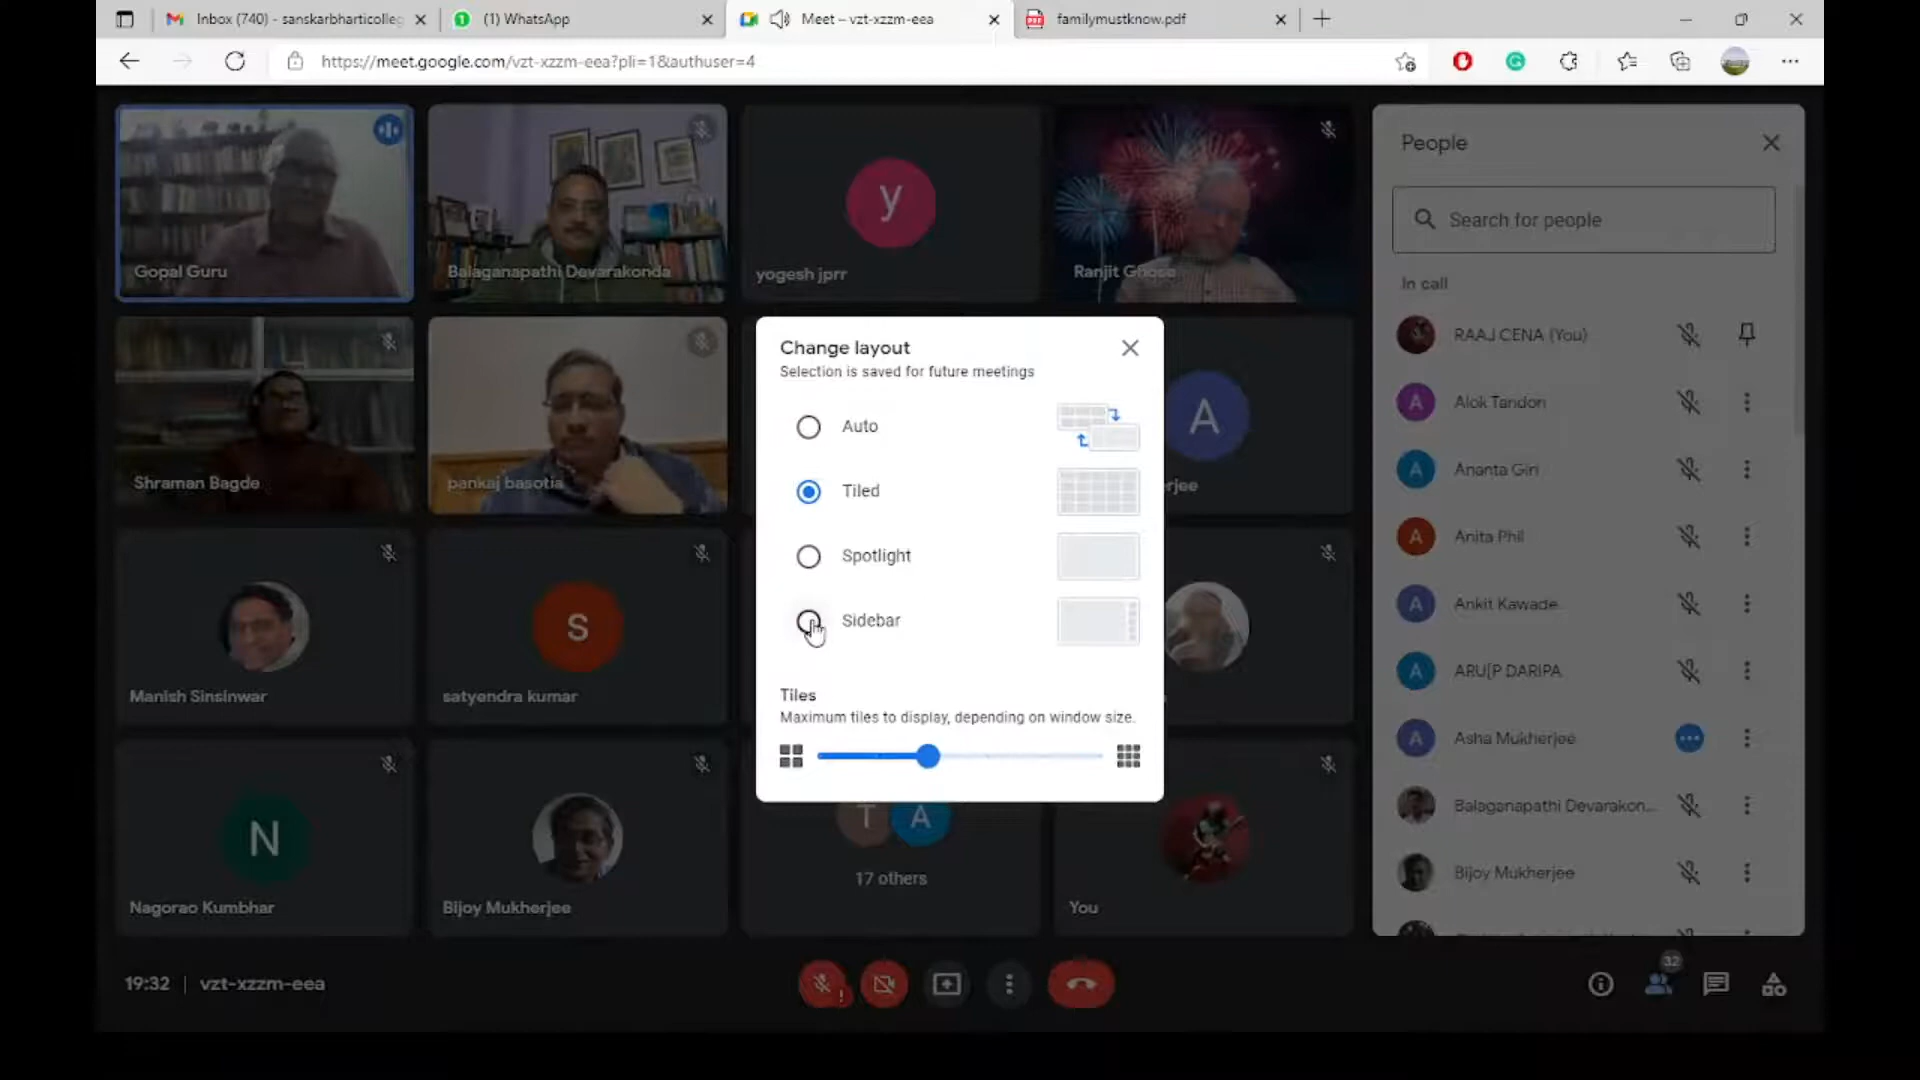 Inbox (740) - sanskarbharticolleg
(1) WhatsApp
Meet – vzt-xzzm-eea
familymustknow.pdf
https://meet.google.com/vzt-xzzm-eea?pli=1&authuser=4
Gopal Guru
Balaganapathi Devarakonda
y
yogesh jprr
Ranjit Ghose
Shraman Bagde
pankaj basotia
A
rjee
Manish Sinsinwar
S
satyendra kumar
N
Nagorao Kumbhar
Bijoy Mukherjee
T A
17 others
You
Change layout
Selection is saved for future meetings
Auto
Tiled
Spotlight
Sidebar
Tiles
Maximum tiles to display, depending on window size.
People
Search for people
In call
RAAJ CENA (You)
A Alok Tandon
A Ananta Giri
A Anita Phil
A Ankit Kawade
A ARU[P DARIPA
A Asha Mukherjee
Balaganapathi Devarakon...
Bijoy Mukherjee
19:32 | vzt-xzzm-eea
32